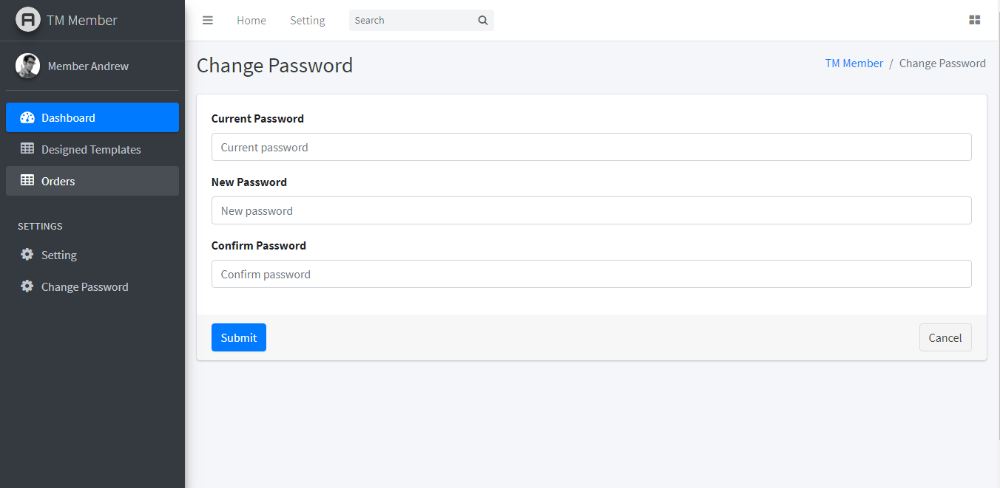 TM Member
Home
Setting
Search
Member Andrew
Dashboard
Designed Templates
Orders
SETTINGS
Setting
Change Password
Change Password
TM Member / Change Password
Current Password
Current password
New Password
New password
Confirm Password
Confirm password
Submit
Cancel